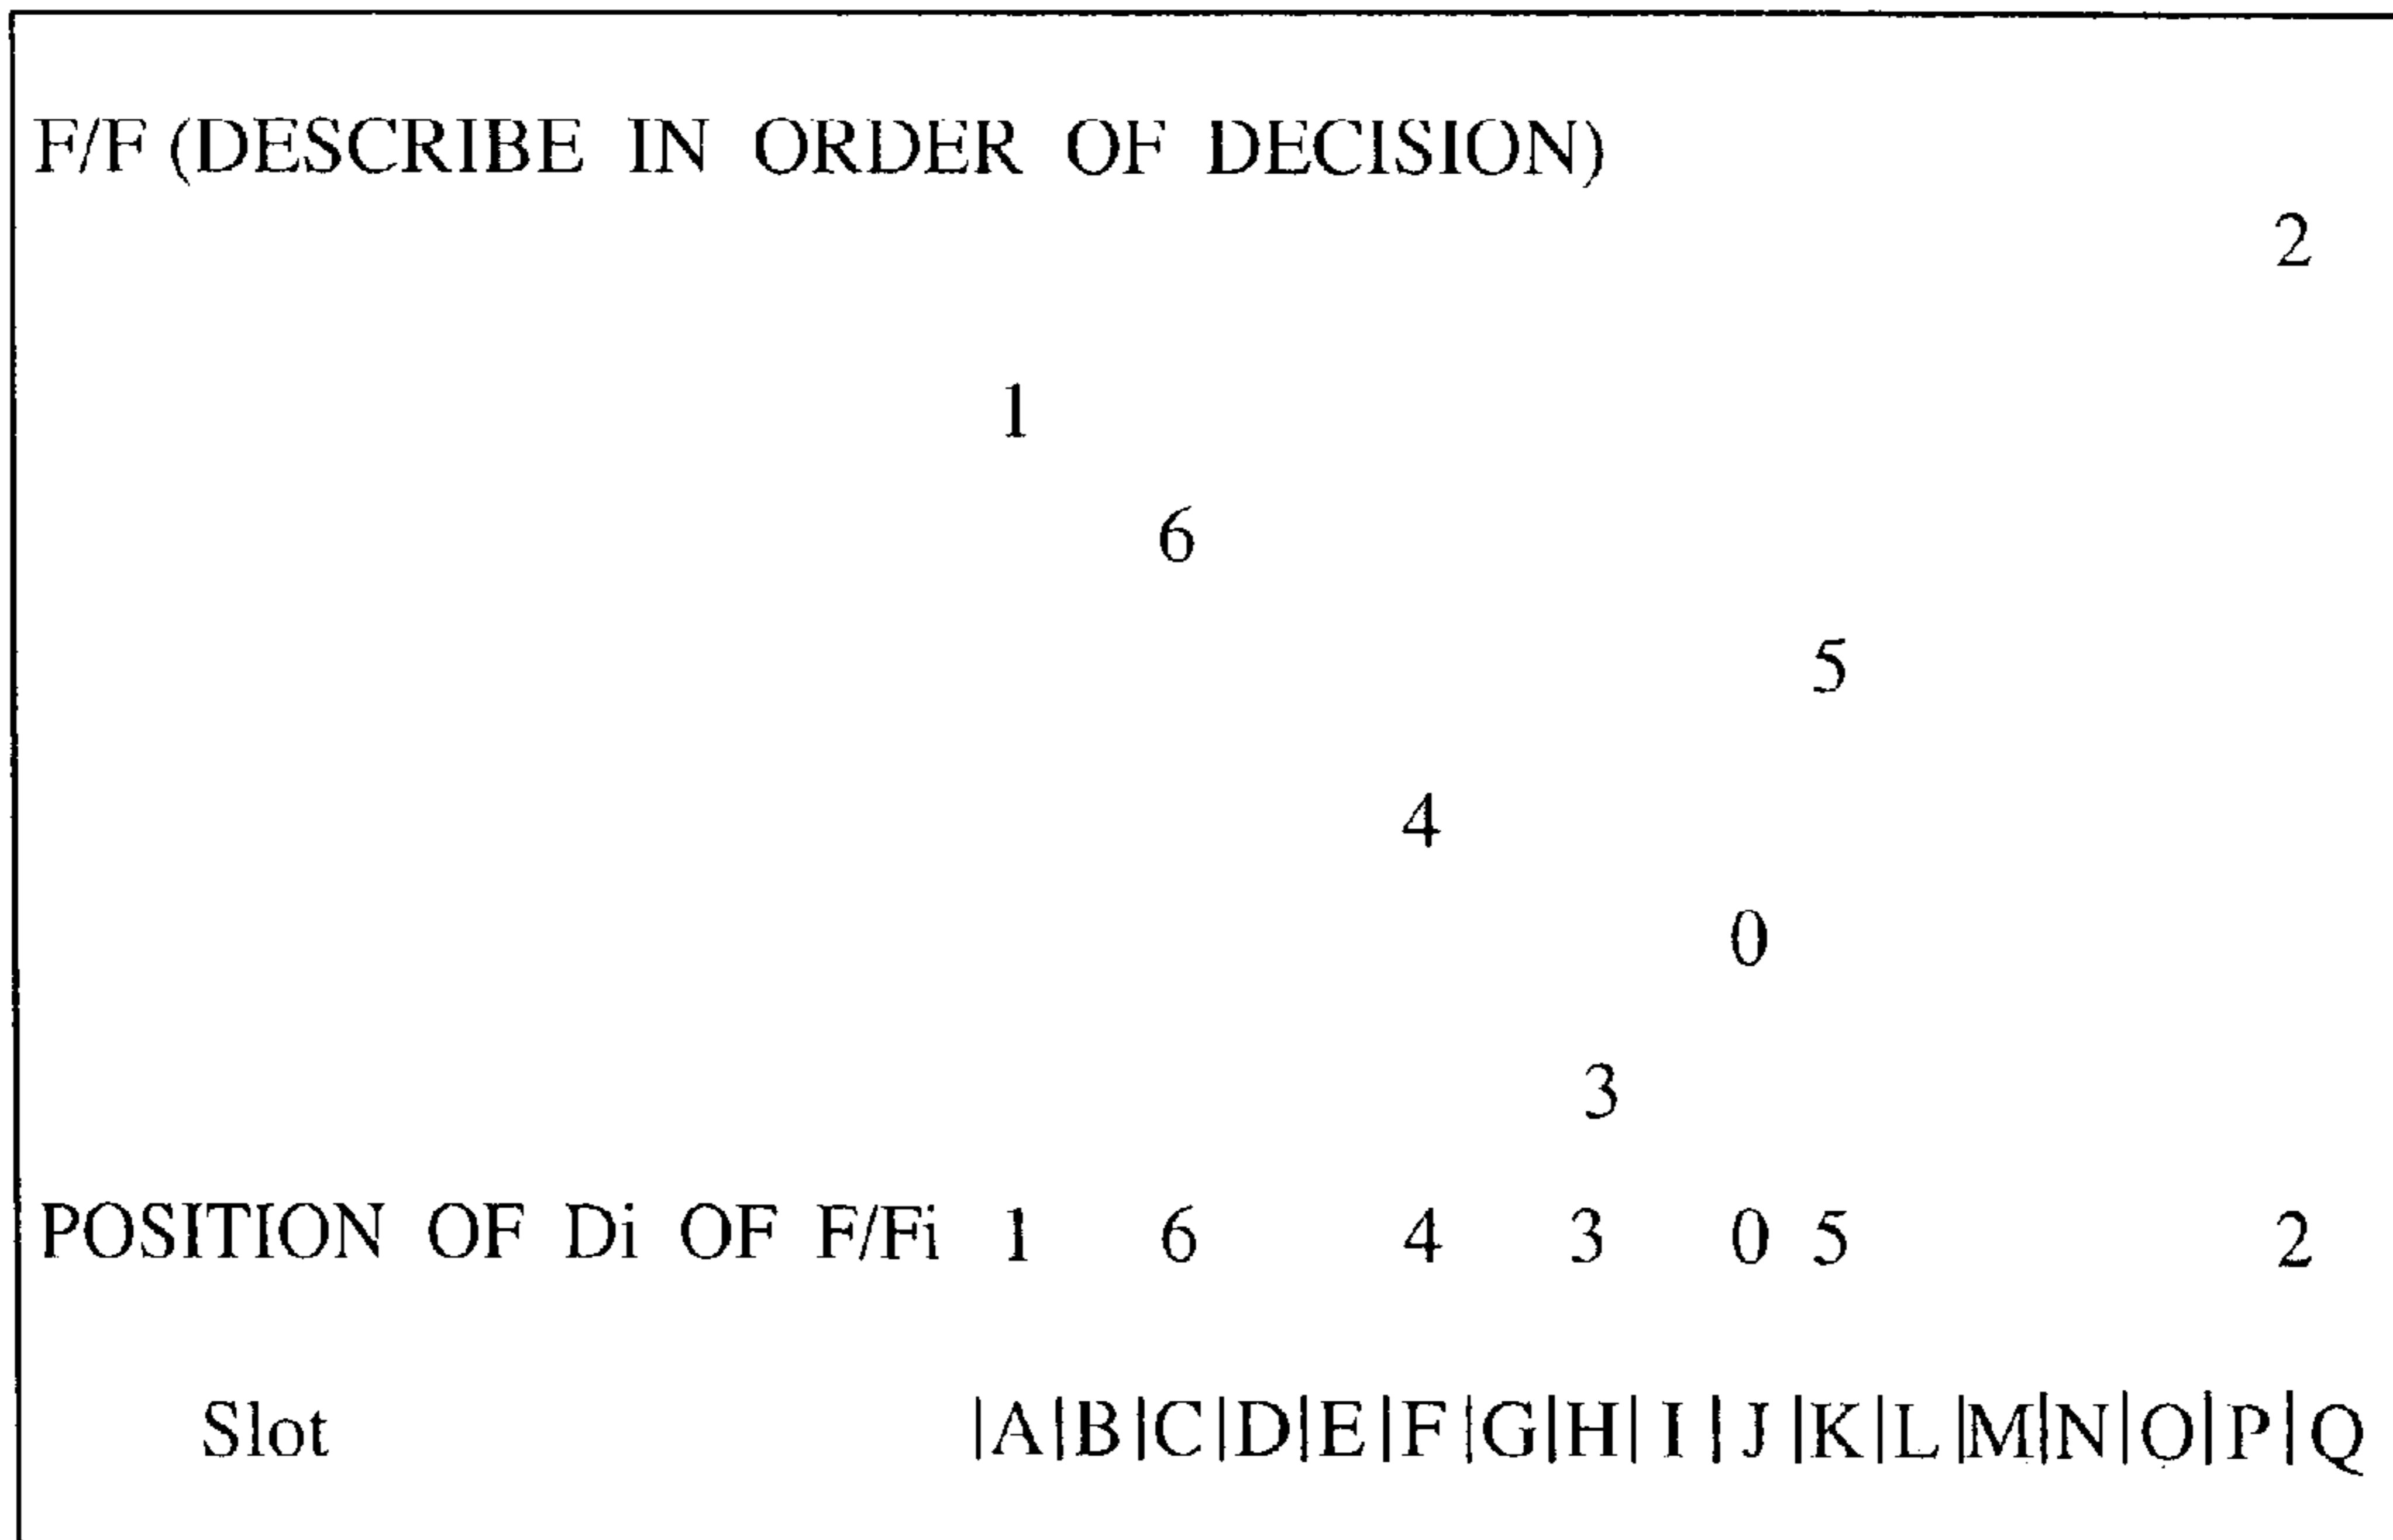 F/F (DESCRIBE IN ORDER OF DECISION)
2
1
6
5
4
0
3
POSITION OF Di OF F/Fi 1 6 4 3 0 5 2
Slot |A|B|C|D|E|F|G|H|I|J|K|L|M|N|O|P|Q